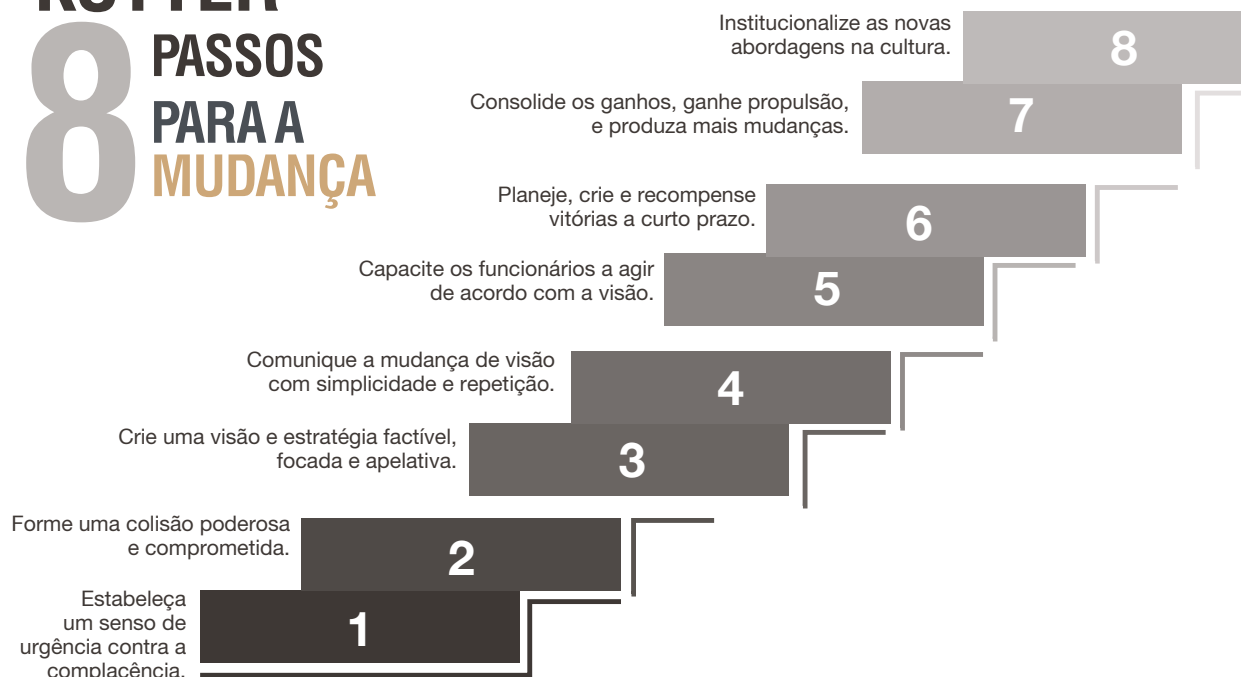 KOTTER
8
PASSOS
PARA A
MUDANÇA
Institucionalize as novas
abordagens na cultura.
8
Consolide os ganhos, ganhe propulsão,
e produza mais mudanças.
7
Planeje, crie e recompense
vitórias a curto prazo.
6
Capacite os funcionários a agir
de acordo com a visão.
5
Comunique a mudança de visão
com simplicidade e repetição.
4
Crie uma visão e estratégia factível,
focada e apelativa.
3
Forme uma colisão poderosa
e comprometida.
2
Estabeleça
um senso de
urgência contra a
complacência.
1